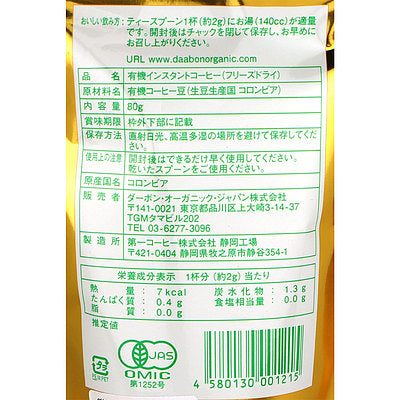 おいしい飲み方: ティースプーン1杯(約2g)にお湯(140cc)が適量
です。開封後はチャックを閉じて保存し、お早めに
お召し上がりください。
URL www.daabonorganic.com
品名 有機インスタントコーヒー(フリーズドライ)
原材料名 有機コーヒー豆(生豆生産国 コロンビア)
内容量 80g
賞味期限 枠外下部に記載
保存方法 直射日光、高温多湿の場所を避けて保存してください。
使用上の注意 開封後はできるだけ早く使用してください。
乾いたスプーンをご使用ください。
原産国名 コロンビア
販売者 ダーボン・オーガニック・ジャパン株式会社
〒141-0021 東京都品川区上大崎3-14-37
TGMタマビル202
TEL 03-6277-3096
製造所 第一コーヒー株式会社 静岡工場
〒421-0404 静岡県牧之原市静谷354-1
栄養成分表示 1杯分(約2g)当たり
熱量 7kcal 炭水化物 1.3g
たんぱく質 0.4g 食塩相当量 0.0g
脂質 0.0g
推定値
プラ
JAS
OMIC
第1252号
4 580130 001215